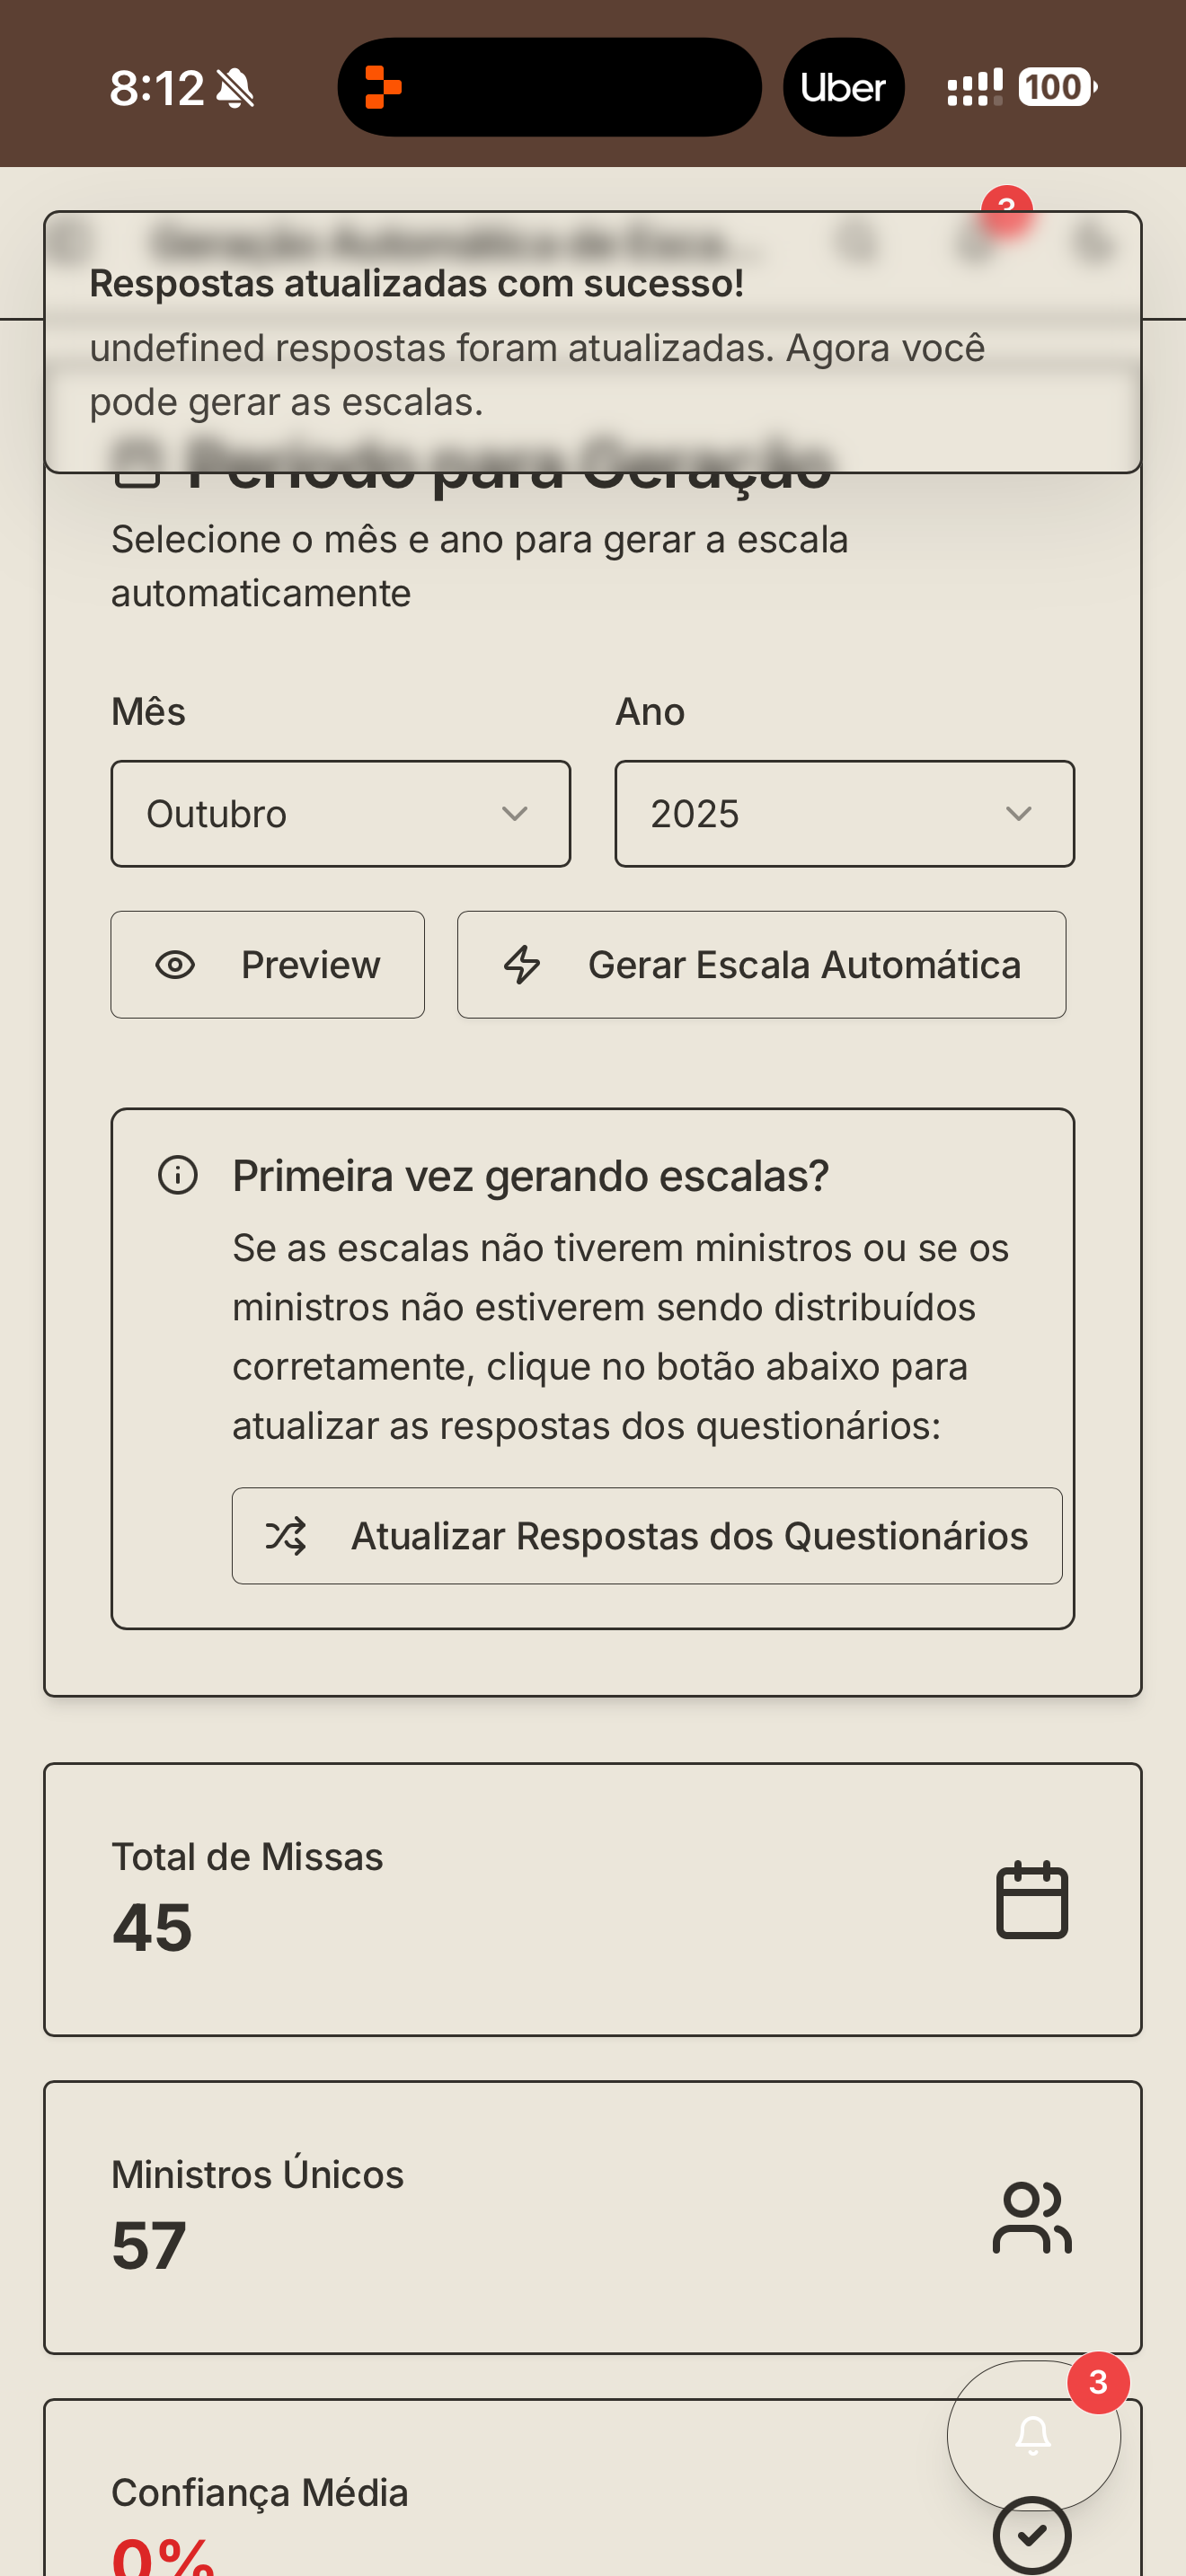 8:12
Uber
100
3
Geração Automática de Esca...
Respostas atualizadas com sucesso!
undefined respostas foram atualizadas. Agora você
pode gerar as escalas.
Período para Geração
Selecione o mês e ano para gerar a escala
automaticamente
Mês
Ano
Outubro
2025
Preview
Gerar Escala Automática
Primeira vez gerando escalas?
Se as escalas não tiverem ministros ou se os
ministros não estiverem sendo distribuídos
corretamente, clique no botão abaixo para
atualizar as respostas dos questionários:
Atualizar Respostas dos Questionários
Total de Missas
45
Ministros Únicos
57
3
Confiança Média
0%